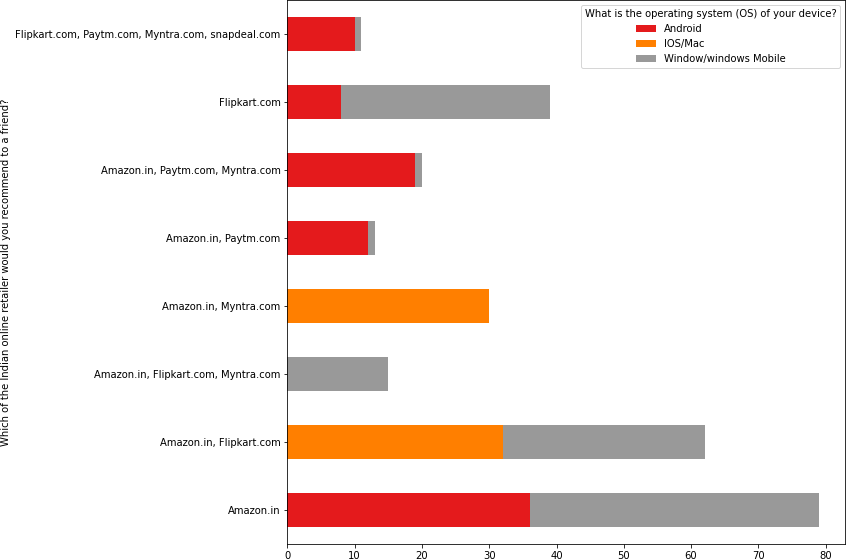 What is the operating system (OS) of your device?
Android
IOS/Mac
Window/windows Mobile
Which of the Indian online retailer would you recommend to a friend?
Flipkart.com, Paytm.com, Myntra.com, snapdeal.com
Flipkart.com
Amazon.in, Paytm.com, Myntra.com
Amazon.in, Paytm.com
Amazon.in, Myntra.com
Amazon.in, Flipkart.com, Myntra.com
Amazon.in, Flipkart.com
Amazon.in
0 10 20 30 40 50 60 70 80